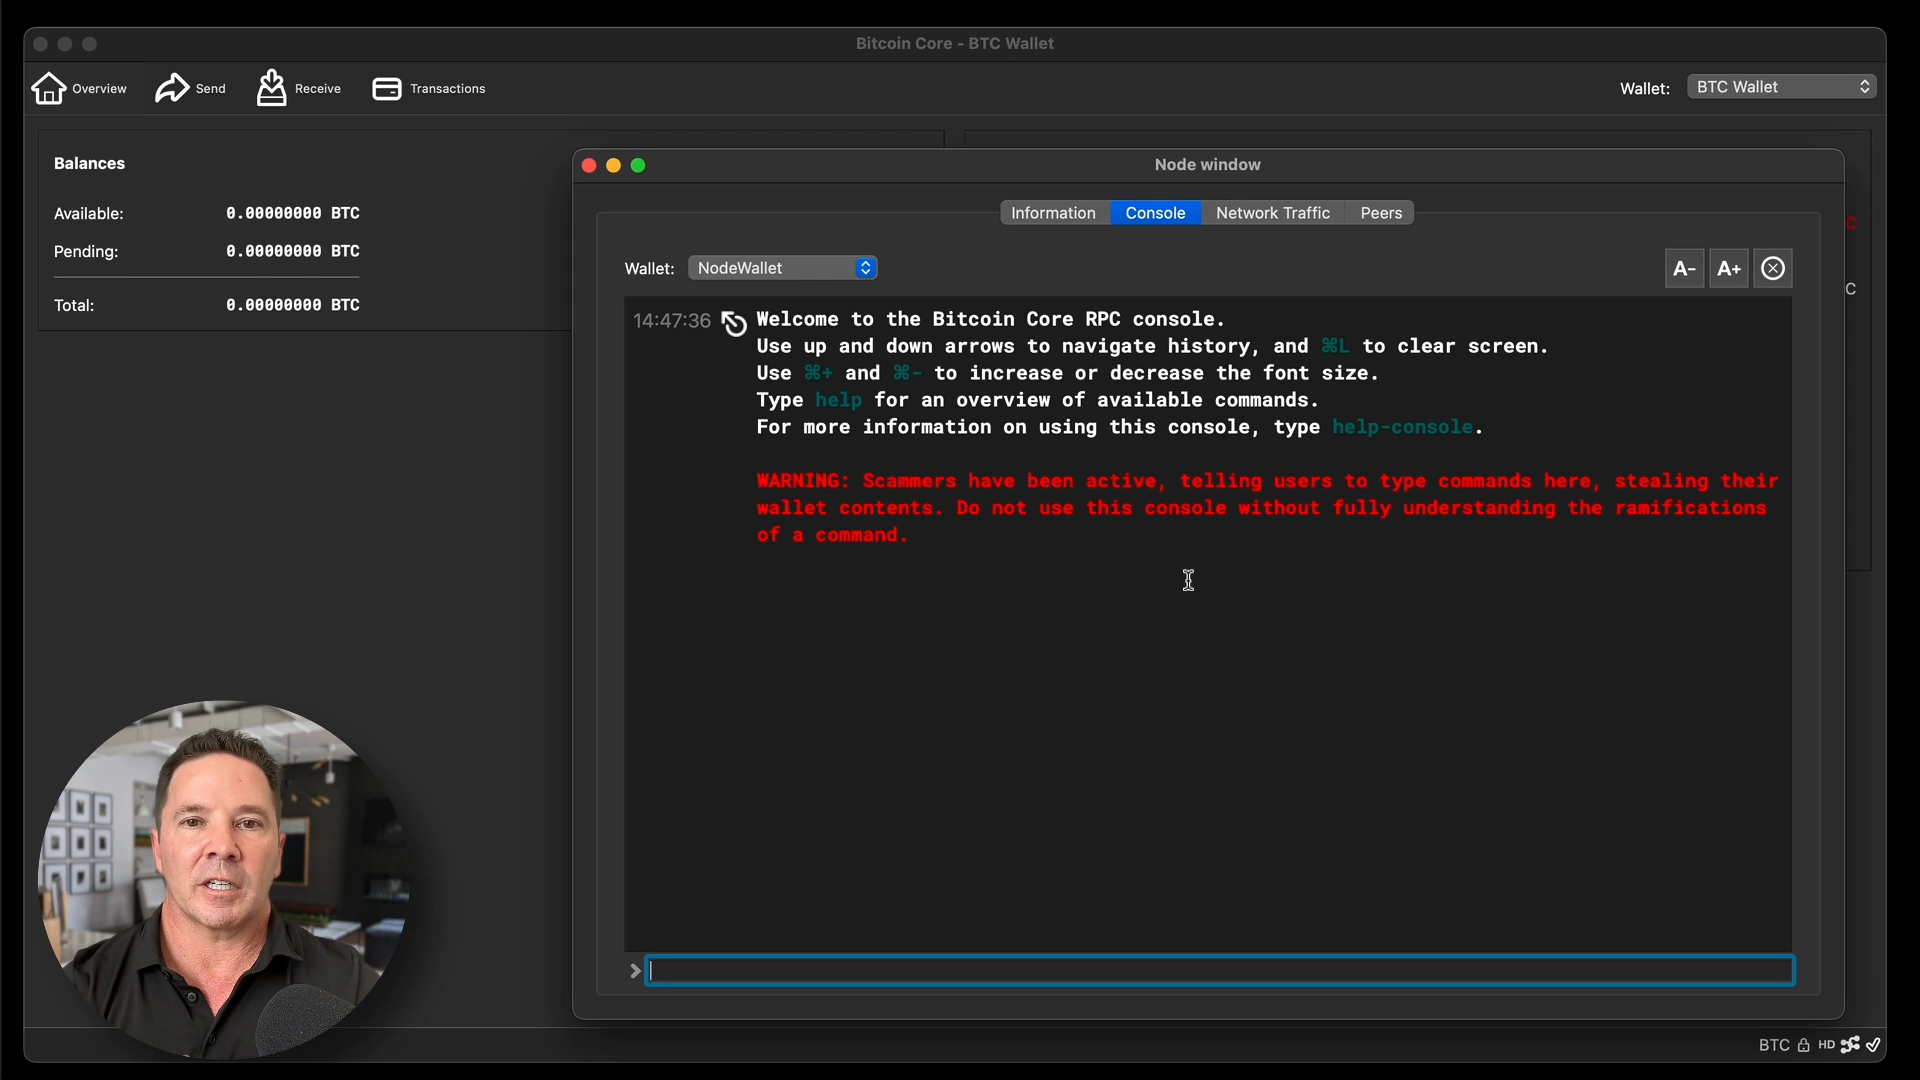 Bitcoin Core - BTC Wallet
Overview
Send
Receive
Transactions
Wallet:
BTC Wallet
Balances
Available:
0.00000000 BTC
Pending:
0.00000000 BTC
Total:
0.00000000 BTC
C
C
Node window
Information
Console
Network Traffic
Peers
Wallet:
NodeWallet
A-
A+
14:47:36
Welcome to the Bitcoin Core RPC console.
Use up and down arrows to navigate history, and ⌘L to clear screen.
Use ⌘+ and ⌘- to increase or decrease the font size.
Type help for an overview of available commands.
For more information on using this console, type help-console.
WARNING: Scammers have been active, telling users to type commands here, stealing their
wallet contents. Do not use this console without fully understanding the ramifications
of a command.
BTC
HD